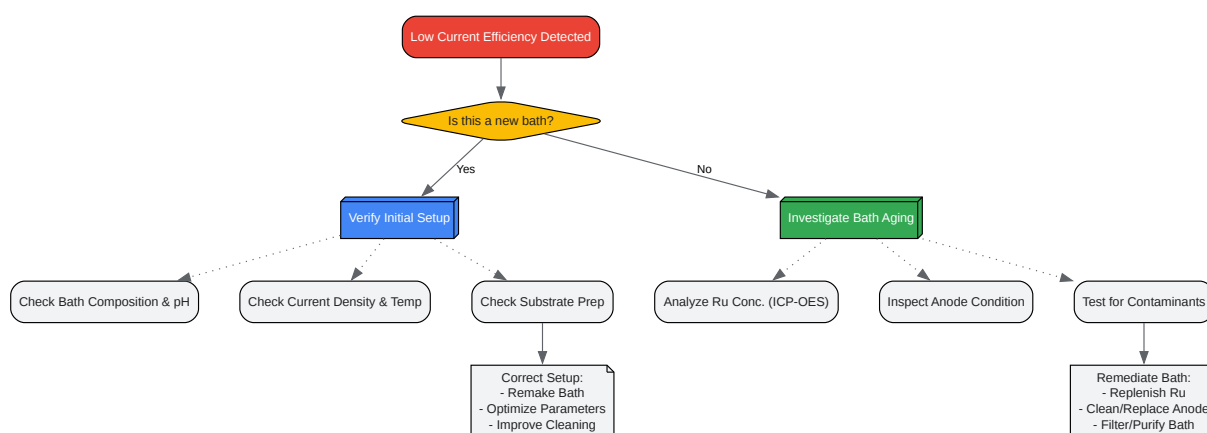 Low Current Efficiency Detected
Is this a new bath?
Yes
No
Verify Initial Setup
Investigate Bath Aging
Check Bath Composition & pH
Check Current Density & Temp
Check Substrate Prep
Analyze Ru Conc. (ICP-OES)
Inspect Anode Condition
Test for Contaminants
Correct Setup:
- Remake Bath
- Optimize Parameters
- Improve Cleaning
Remediate Bath:
- Replenish Ru
- Clean/Replace Anode
- Filter/Purify Bath